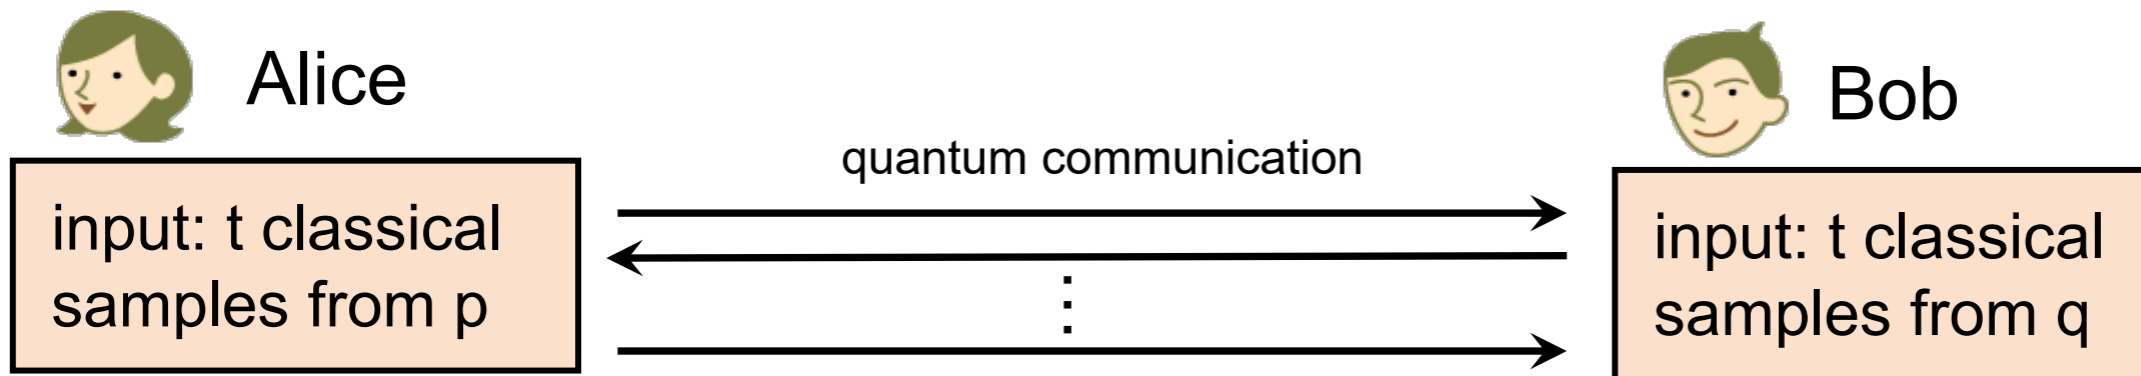 Alice
Bob
quantum communication
input: t classical
samples from p
input: t classical
samples from q